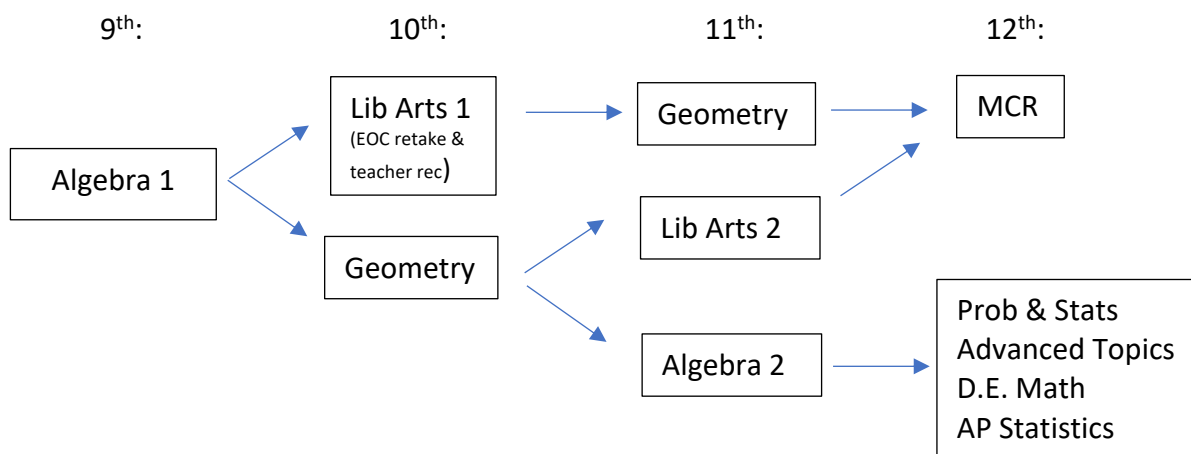 9th:
10th:
11th:
12th:
Algebra 1
Lib Arts 1
(EOC retake &
teacher rec)
Geometry
Geometry
Lib Arts 2
Algebra 2
MCR
Prob & Stats
Advanced Topics
D.E. Math
AP Statistics